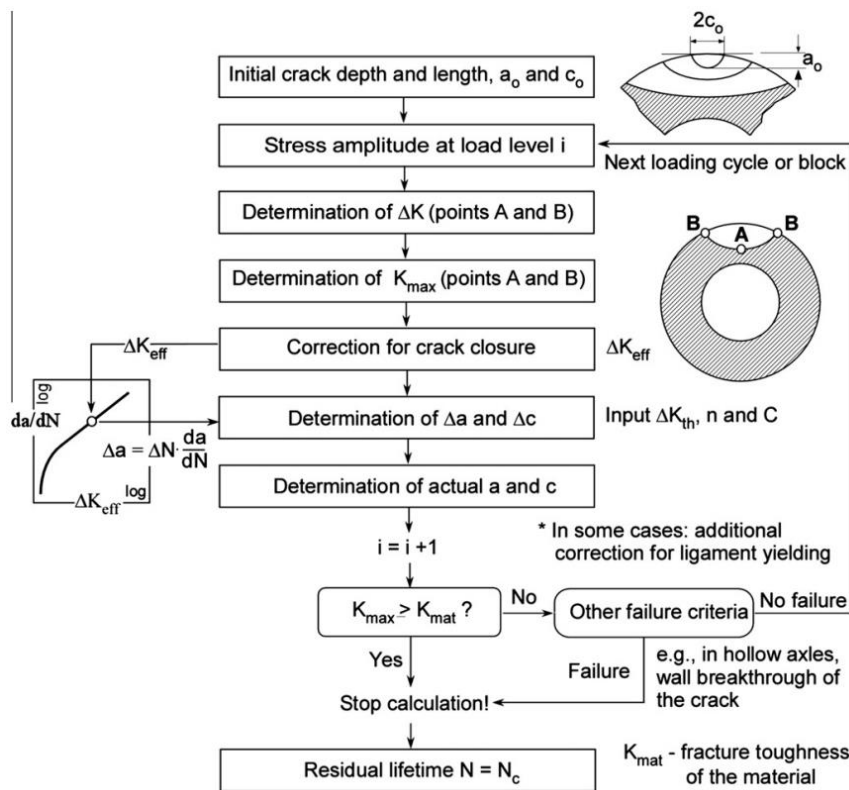 2cₒ
aₒ
Initial crack depth and length, aₒ and cₒ
Stress amplitude at load level i
Next loading cycle or block
Determination of ΔK (points A and B)
B
A
B
Determination of K_max (points A and B)
ΔK_eff
Correction for crack closure
ΔK_eff
log
da/dN
Δa = ΔN· da/dN
log
ΔK_eff
Determination of Δa and Δc
Input ΔK_th, n and C
Determination of actual a and c
i = i +1
* In some cases: additional
correction for ligament yielding
K_max ≥ K_mat ?
No
Other failure criteria
No failure
Yes
Failure
e.g., in hollow axles,
wall breakthrough of
the crack
Stop calculation!
Residual lifetime N = N_c
K_mat - fracture toughness
of the material